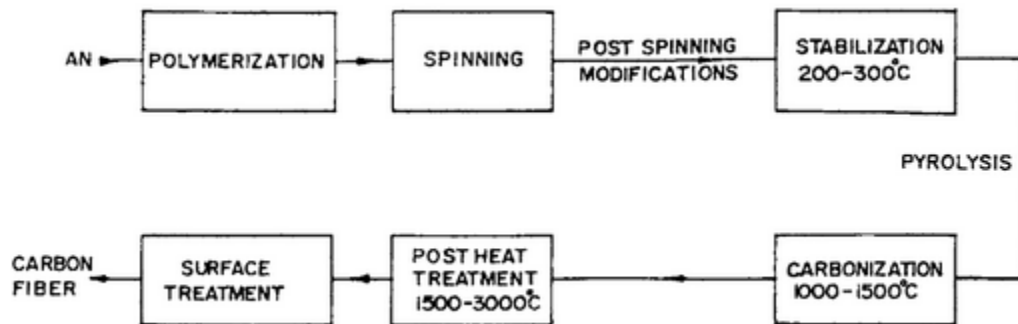 AN
POLYMERIZATION
SPINNING
POST SPINNING
MODIFICATIONS
STABILIZATION
200-300°C
PYROLYSIS
CARBONIZATION
1000-1500°C
POST HEAT
TREATMENT
1500-3000°C
SURFACE
TREATMENT
CARBON
FIBER